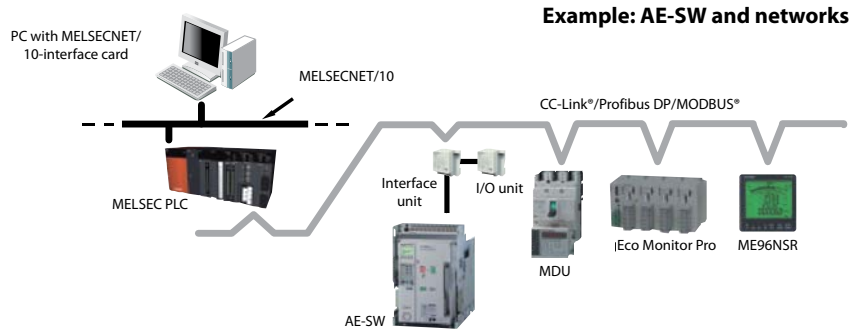 Example: AE-SW and networks
PC with MELSECNET/
10-interface card
MELSECNET/10
CC-Link®/Profibus DP/MODBUS®
MELSEC PLC
Interface
unit
I/O unit
AE-SW
MDU
Eco Monitor Pro
ME96NSR